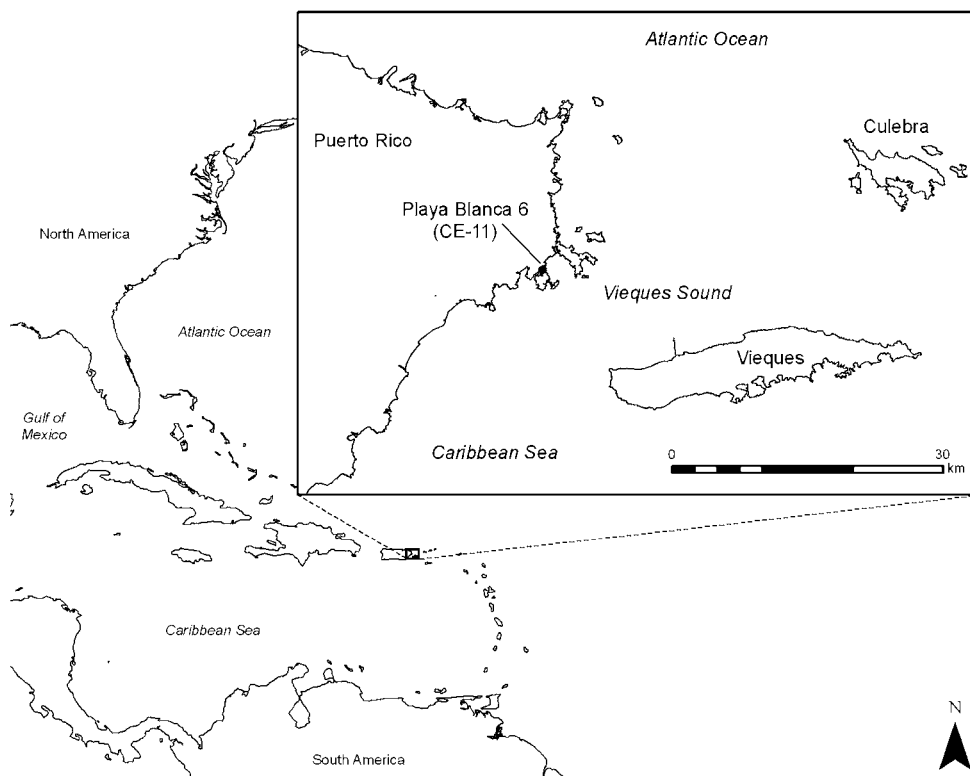 Atlantic Ocean
Culebra
Puerto Rico
Playa Blanca 6
(CE-11)
North America
Vieques Sound
Atlantic Ocean
Vieques
Gulf of
Mexico
Caribbean Sea
0
30
km
Caribbean Sea
South America
N